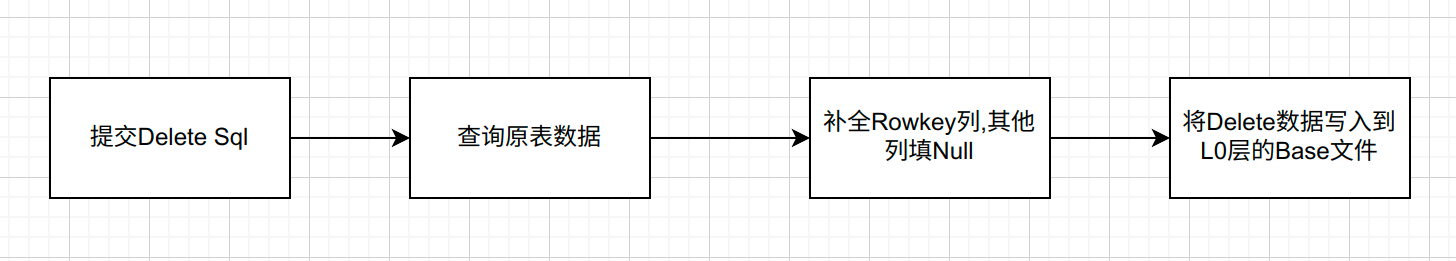 提交Delete Sql
查询原表数据
补全Rowkey列,其他
列填Null
将Delete数据写入到
L0层的Base文件